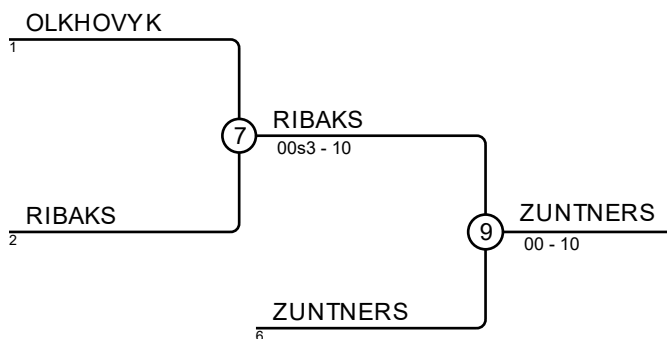 OLKHOVYK
1
7
RIBAKS
00s3 - 10
RIBAKS
2
9
ZUNTNERS
00 - 10
ZUNTNERS
6